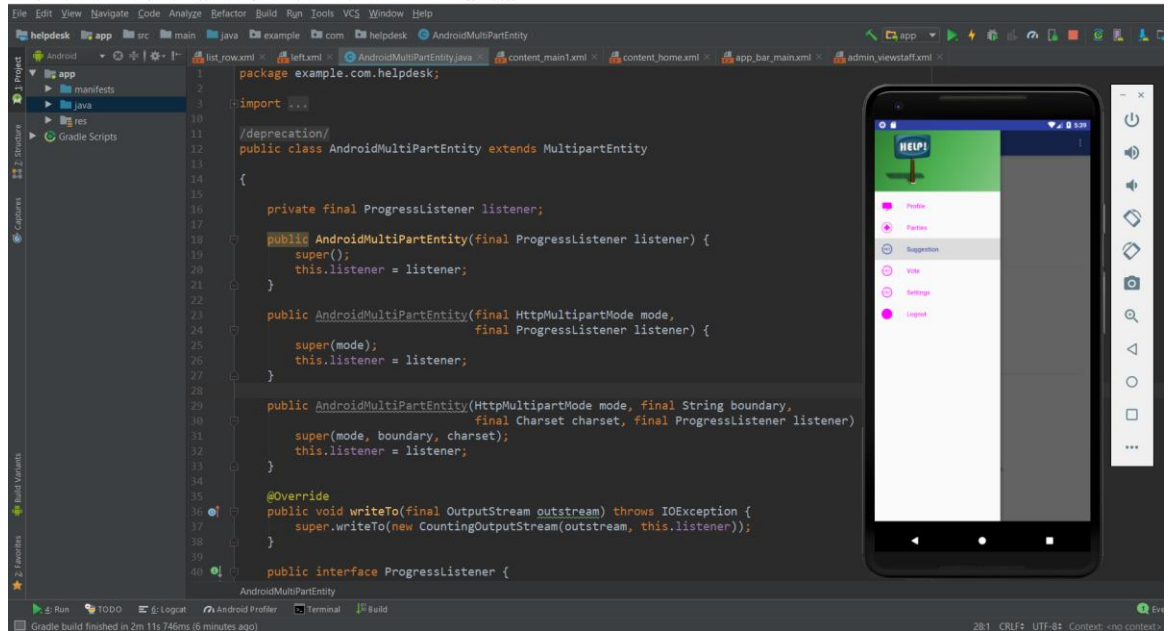 File Edit View Navigate Code Analyze Refactor Build Run Tools VCS Window Help
helpdesk app src main java example com helpdesk AndroidMultiPartEntity
app
Android
list_row.xml left.xml AndroidMultiPartEntity.java content_main1.xml content_home.xml app_bar_main.xml admin_viewstaff.xml
1: Project
app
manifests
java
res
Gradle Scripts
Z: Structure
Captures
Build Variants
2: Favorites
1 package example.com.helpdesk;
2
3 import ...
10
11 /deprecation/
12 public class AndroidMultiPartEntity extends MultipartEntity
13
14 {
15
16 private final ProgressListener listener;
17
18 public AndroidMultiPartEntity(final ProgressListener listener) {
19 super();
20 this.listener = listener;
21 }
22
23 public AndroidMultiPartEntity(final HttpMultipartMode mode,
24 final ProgressListener listener) {
25 super(mode);
26 this.listener = listener;
27 }
28
29 public AndroidMultiPartEntity(HttpMultipartMode mode, final String boundary,
30 final Charset charset, final ProgressListener listener)
31 super(mode, boundary, charset);
32 this.listener = listener;
33 }
34
35 @Override
36 public void writeTo(final OutputStream outstream) throws IOException {
37 super.writeTo(new CountingOutputStream(outstream, this.listener));
38 }
39
40 public interface ProgressListener {
AndroidMultiPartEntity
5:39
HELP!
Profile
Parties
Suggestion
Vote
Settings
Logout
4: Run TODO 6: Logcat Android Profiler Terminal Build
Eve
Gradle build finished in 2m 11s 746ms (6 minutes ago)
28:1 CRLF UTF-8 Context: <no context>